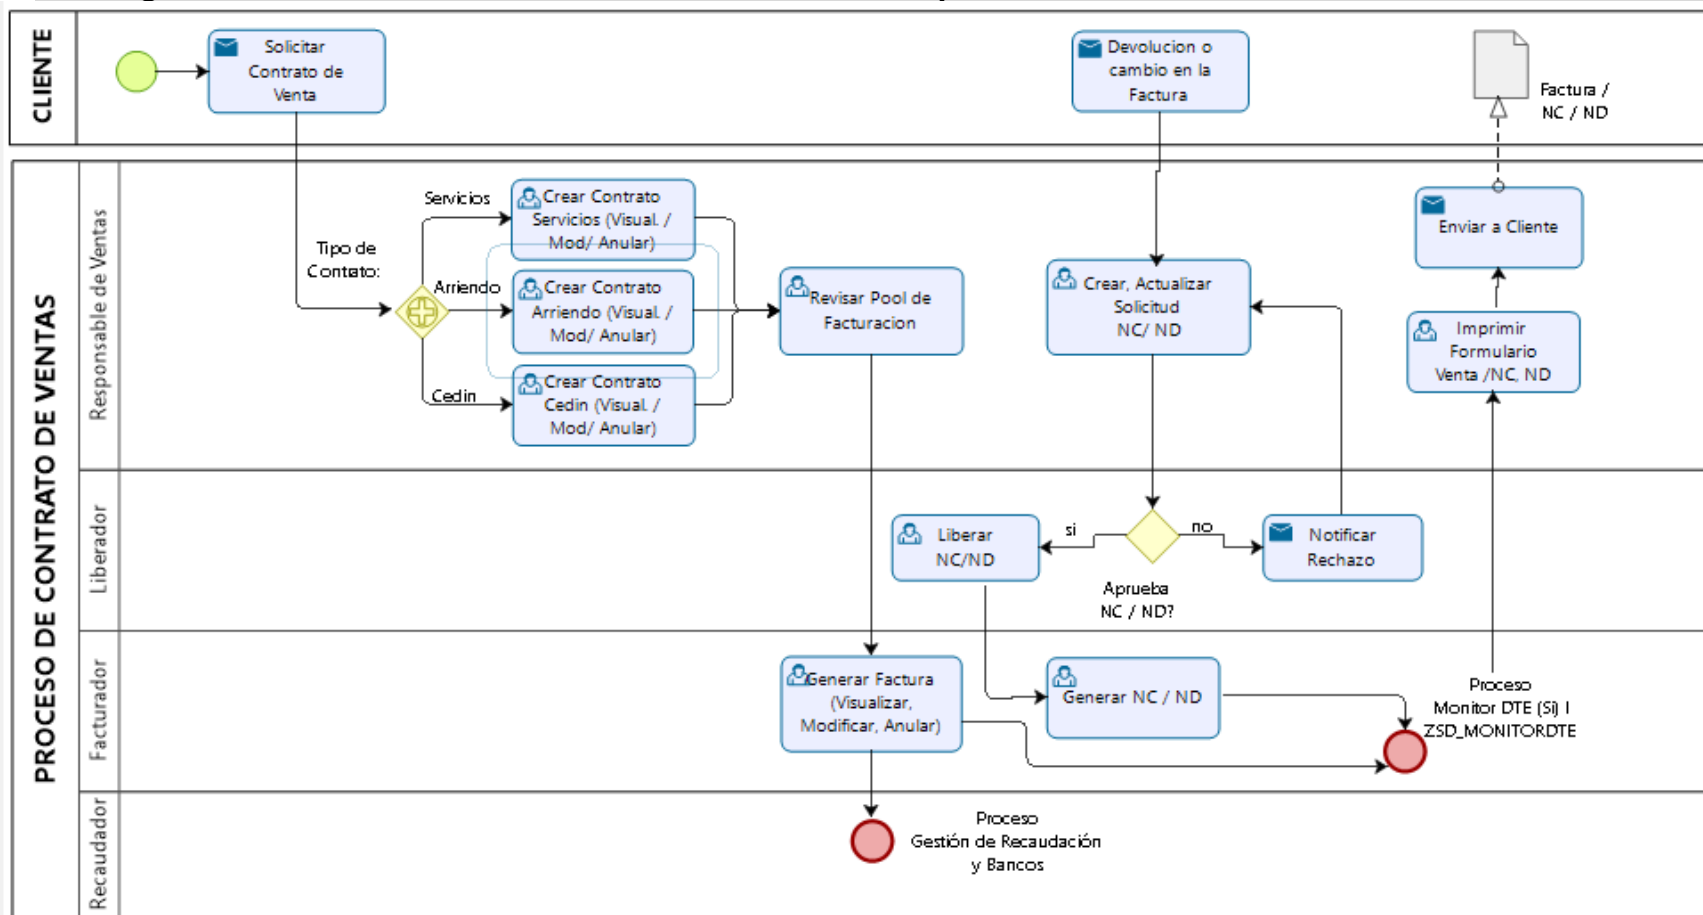 CLIENTE
Solicitar
Contrato de
Venta
Devolucion o
cambio en la
Factura
Factura /
NC / ND
PROCESO DE CONTRATO DE VENTAS
Responsable de Ventas
Tipo de
Contrato:
Servicios
Arriendo
Cedin
Crear Contrato
Servicios (Visual. /
Mod/ Anular)
Crear Contrato
Arriendo (Visual. /
Mod/ Anular)
Crear Contrato
Cedin (Visual. /
Mod/ Anular)
Revisar Pool de
Facturacion
Crear, Actualizar
Solicitud
NC/ ND
Enviar a Cliente
Imprimir
Formulario
Venta /NC, ND
Liberador
Liberar
NC/ND
si
no
Aprueba
NC / ND?
Notificar
Rechazo
Facturador
Generar Factura
(Visualizar,
Modificar, Anular)
Generar NC / ND
Proceso
Monitor DTE (Si) I
ZSD_MONITORDTE
Recaudador
Proceso
Gestión de Recaudación
y Bancos